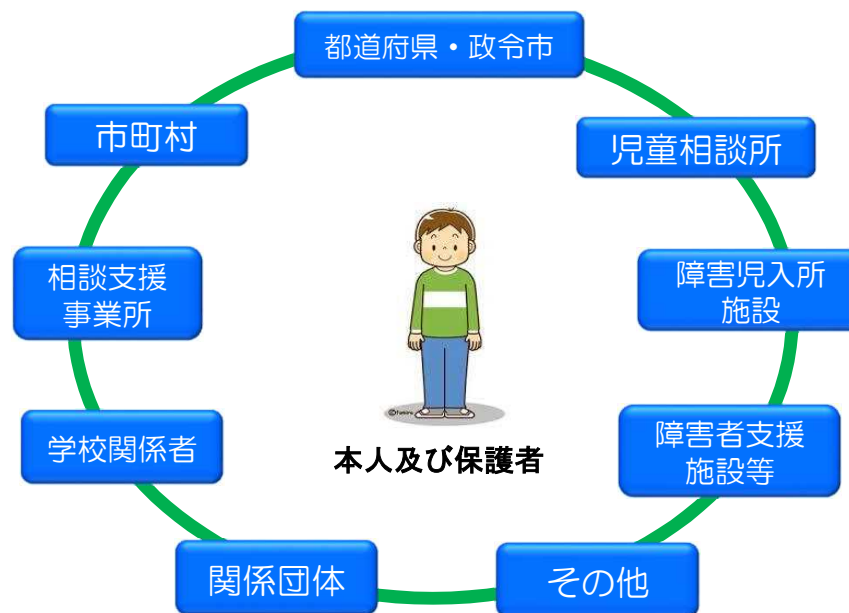 都道府県・政令市
市町村
児童相談所
相談支援
事業所
障害児入所
施設
学校関係者
障害者支援
施設等
本人及び保護者
関係団体
その他